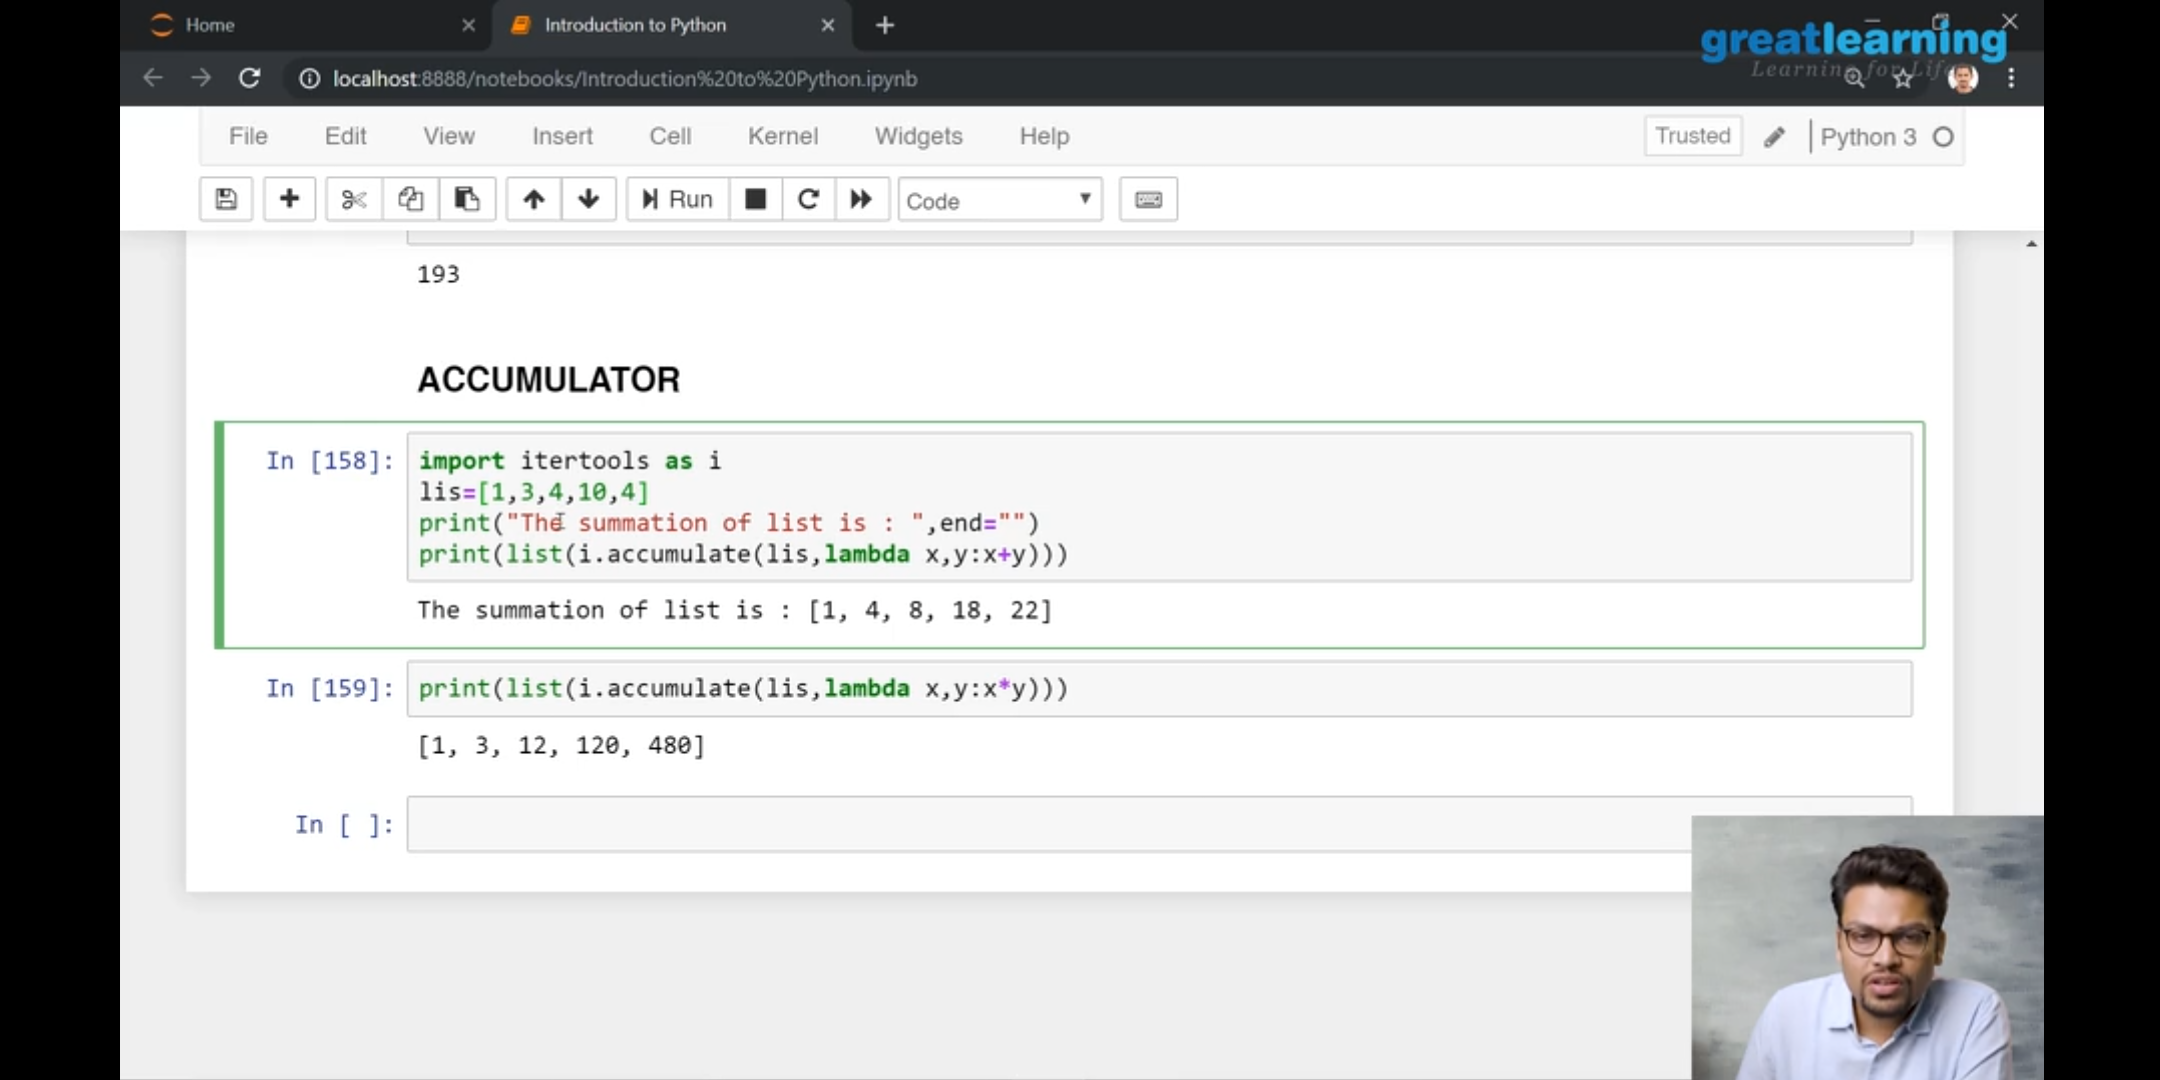 Home
Introduction to Python
greatlearning
Learning for Life
localhost:8888/notebooks/Introduction%20to%20Python.ipynb
File Edit View Insert Cell Kernel Widgets Help Trusted Python 3
Run Code
193
ACCUMULATOR
In [158]:
import itertools as i
lis=[1,3,4,10,4]
print("The summation of list is : ",end="")
print(list(i.accumulate(lis,lambda x,y:x+y)))
The summation of list is : [1, 4, 8, 18, 22]
In [159]:
print(list(i.accumulate(lis,lambda x,y:x*y)))
[1, 3, 12, 120, 480]
In [ ]: